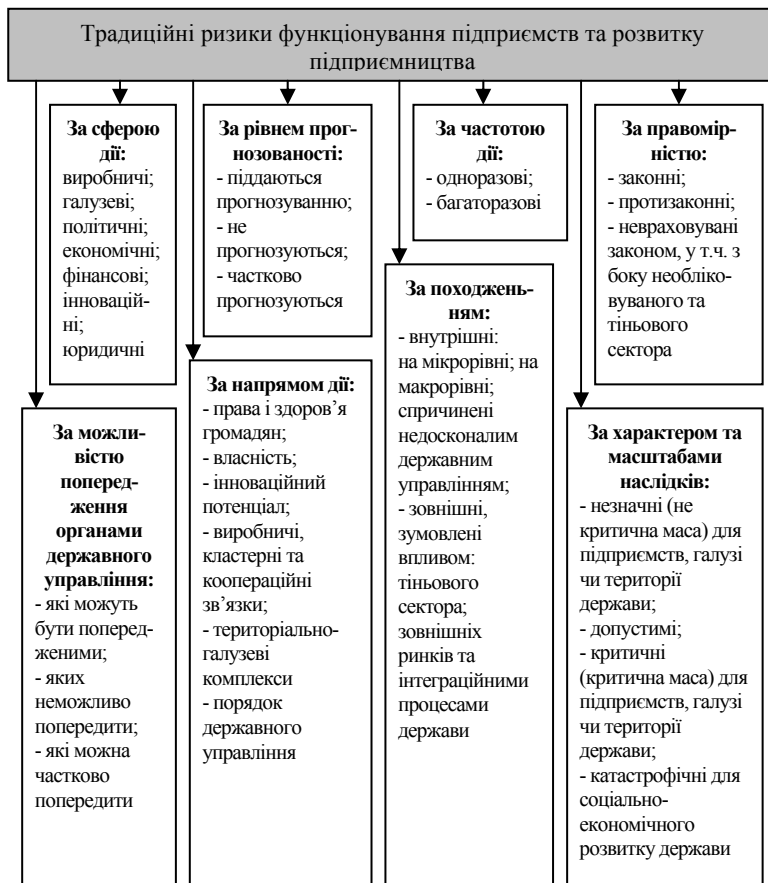 Традиційні ризики функціонування підприємств та розвитку
підприємництва
За сферою
дії:
виробничі;
галузеві;
політичні;
економічні;
фінансові;
інновацій-
ні;
юридичні
За рівнем прог-
нозованості:
- піддаються
прогнозуванню;
- не
прогнозуються;
- частково
прогнозуються
За частотою
дії:
- одноразові;
- багаторазові
За правомір-
ністю:
- законні;
- протизаконні;
- невраховувані
законом, у т.ч. з
боку необліко-
вуваного та
тіньового
сектора
За можли-
вістю
поперед-
ження
органами
державного
управління:
- які можуть
бути поперед-
женими;
- яких
неможливо
попередити;
- які можна
частково
попередити
За напрямом дії:
- права і здоров’я
громадян;
- власність;
- інноваційний
потенціал;
- виробничі,
кластерні та
коопераційні
зв’язки;
- територіально-
галузеві
комплекси
- порядок
державного
управління
За походжень-
ням:
- внутрішні:
на мікрорівні; на
макрорівні;
спричинені
недосконалим
державним
управлінням;
- зовнішні,
зумовлені
впливом:
тіньового
сектора;
зовнішніх
ринків та
інтеграційними
процесами
держави
За характером та
масштабами
наслідків:
- незначні (не
критична маса) для
підприємств, галузі
чи території
держави;
- допустимі;
- критичні
(критична маса) для
підприємств, галузі
чи території
держави;
- катастрофічні для
соціально-
економічного
розвитку держави